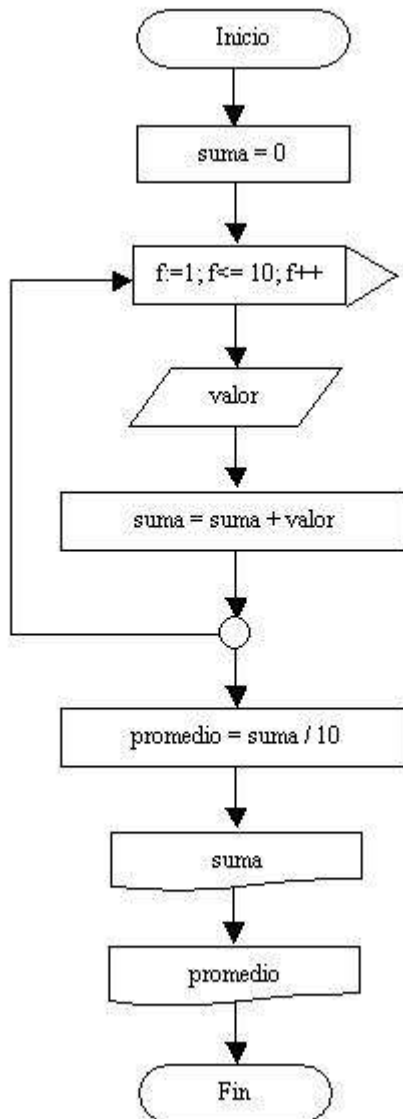 Inicio
suma = 0
f:=1; f<= 10; f++
valor
suma = suma + valor
promedio = suma / 10
suma
promedio
Fin